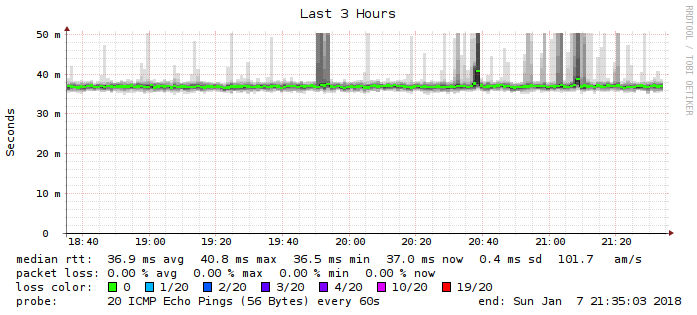 Last 3 Hours
RRDTOOL / TOBI OETIKER
Seconds
50 m
40 m
30 m
20 m
10 m
0
18:40 19:00 19:20 19:40 20:00 20:20 20:40 21:00 21:20
median rtt: 36.9 ms avg 40.8 ms max 36.5 ms min 37.0 ms now 0.4 ms sd 101.7 am/s
packet loss: 0.00 % avg 0.00 % max 0.00 % min 0.00 % now
loss color: 0 1/20 2/20 3/20 4/20 10/20 19/20
probe: 20 ICMP Echo Pings (56 Bytes) every 60s end: Sun Jan 7 21:35:03 2018